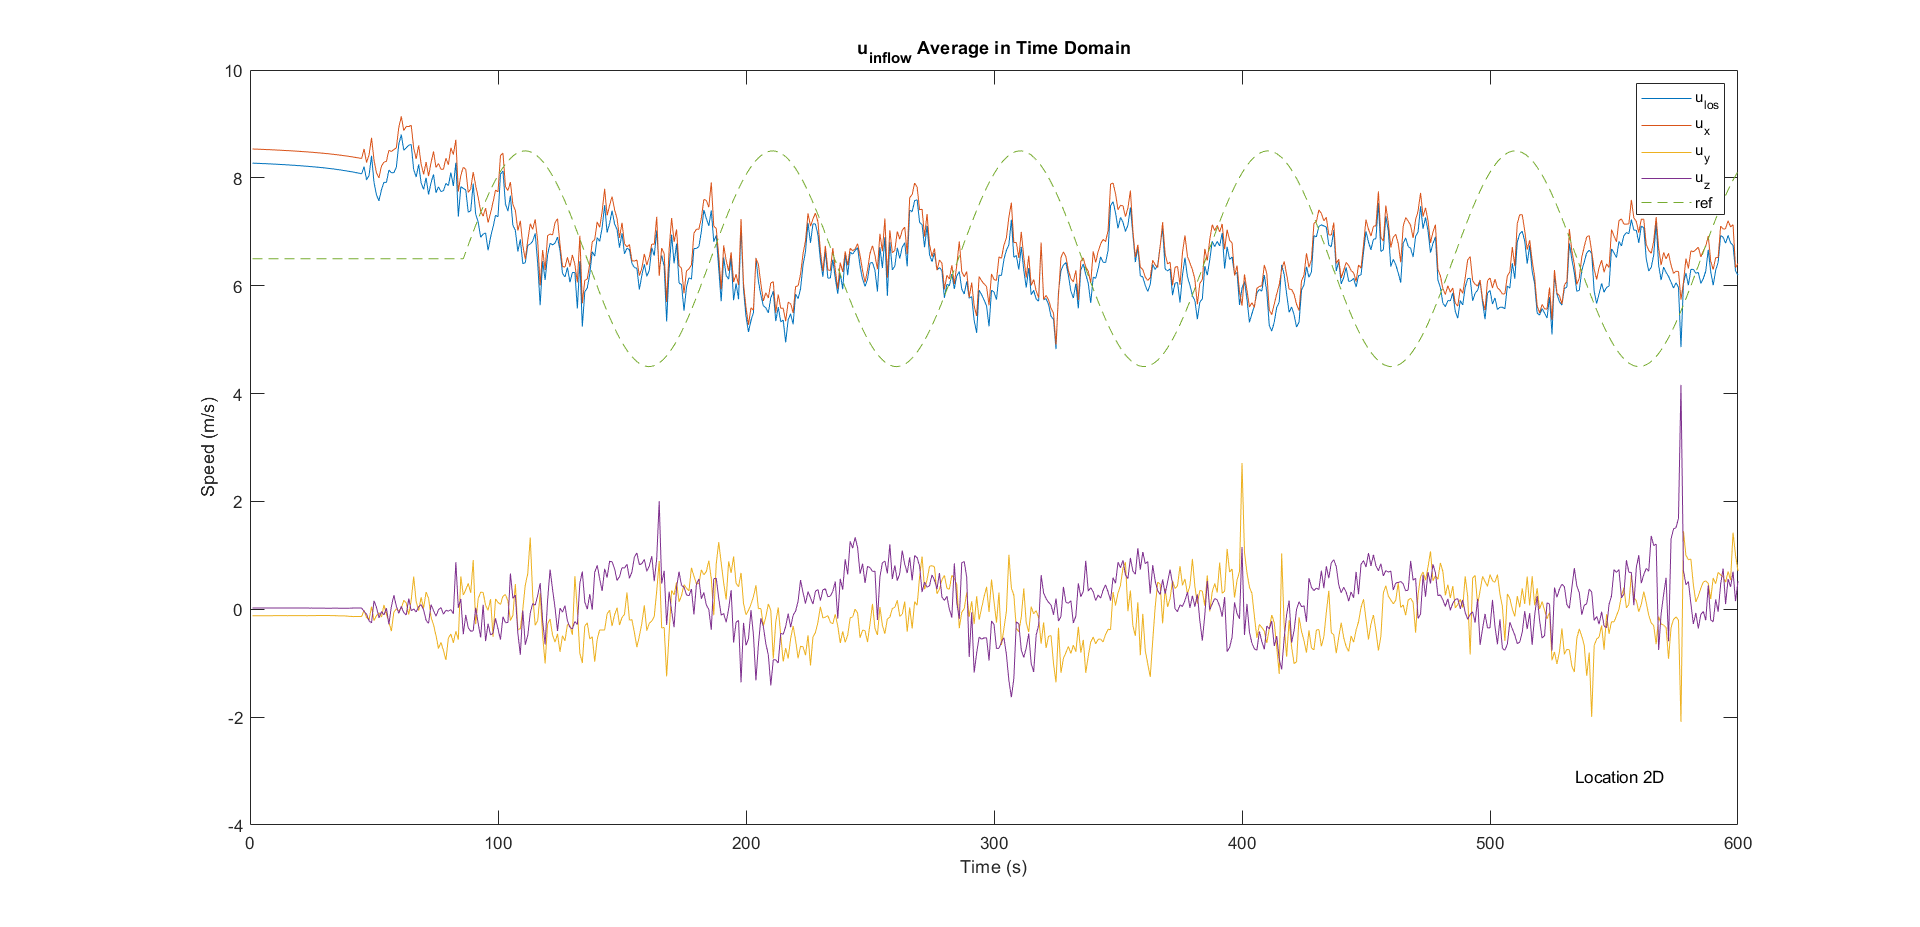 u_inflow Average in Time Domain
10
8
6
4
2
0
-2
-4
Speed (m/s)
u_los
u_x
u_y
u_z
ref
Location 2D
0 100 200 300 400 500 600
Time (s)